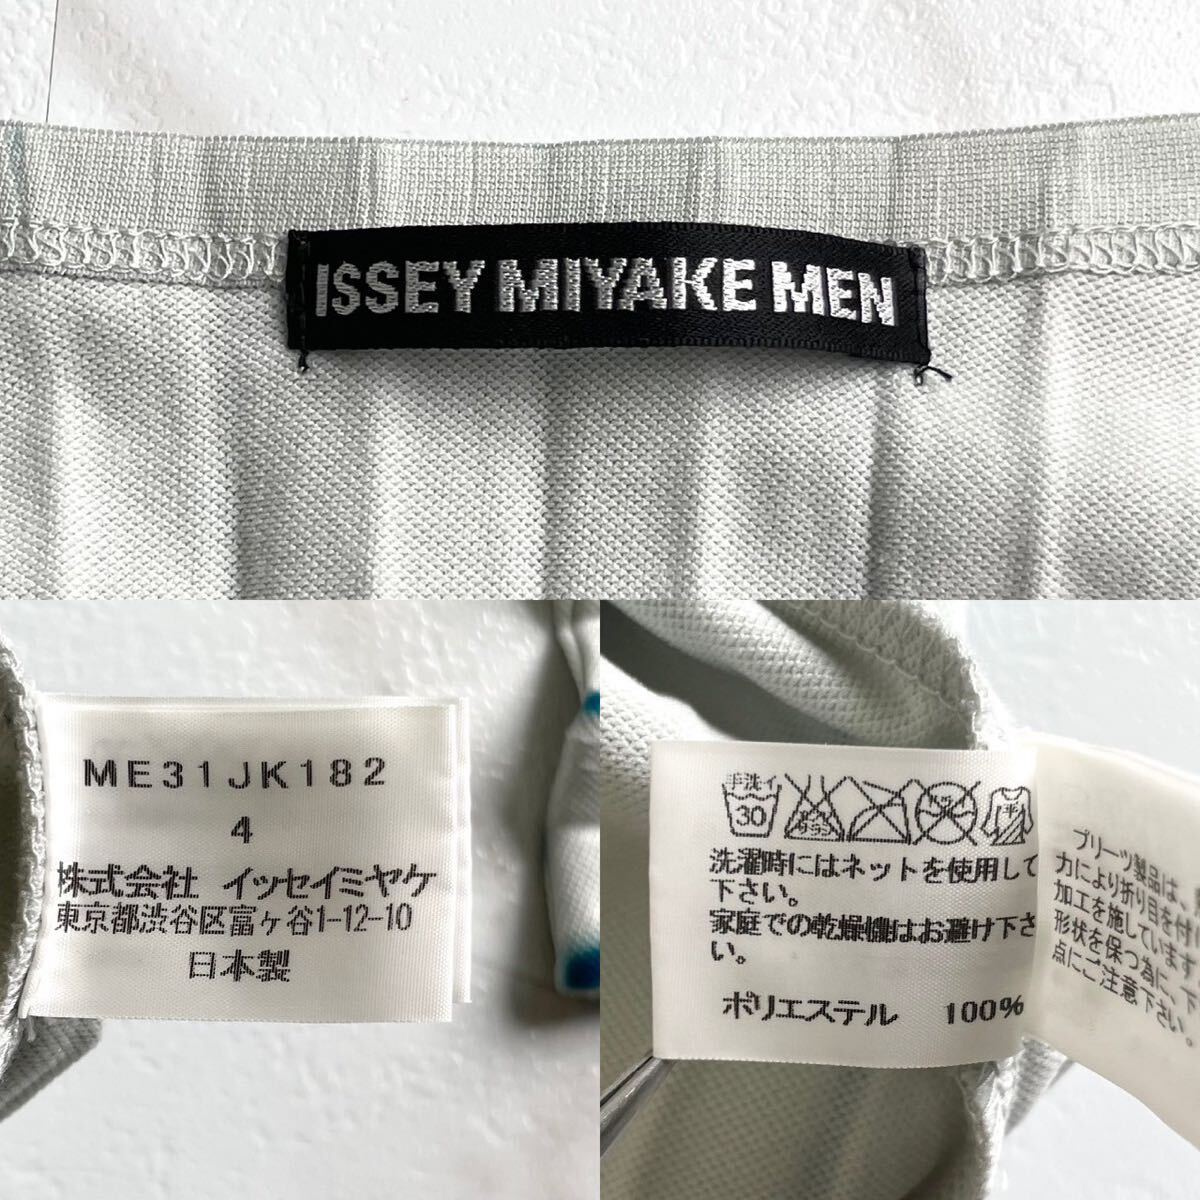 ISSEY MIYAKE MEN
ME31JK182
4
株式会社 イッセイミヤケ
東京都渋谷区富ヶ谷1-12-10
日本製
手洗イ
30
平
洗濯時にはネットを使用して
下さい。
家庭での乾燥機はお避け下さ
い。
ポリエステル 100%
プリーツ製品は、
力により折り目を付け
加工を施しています
形状を保つ為に、下
点にご注意下さい。